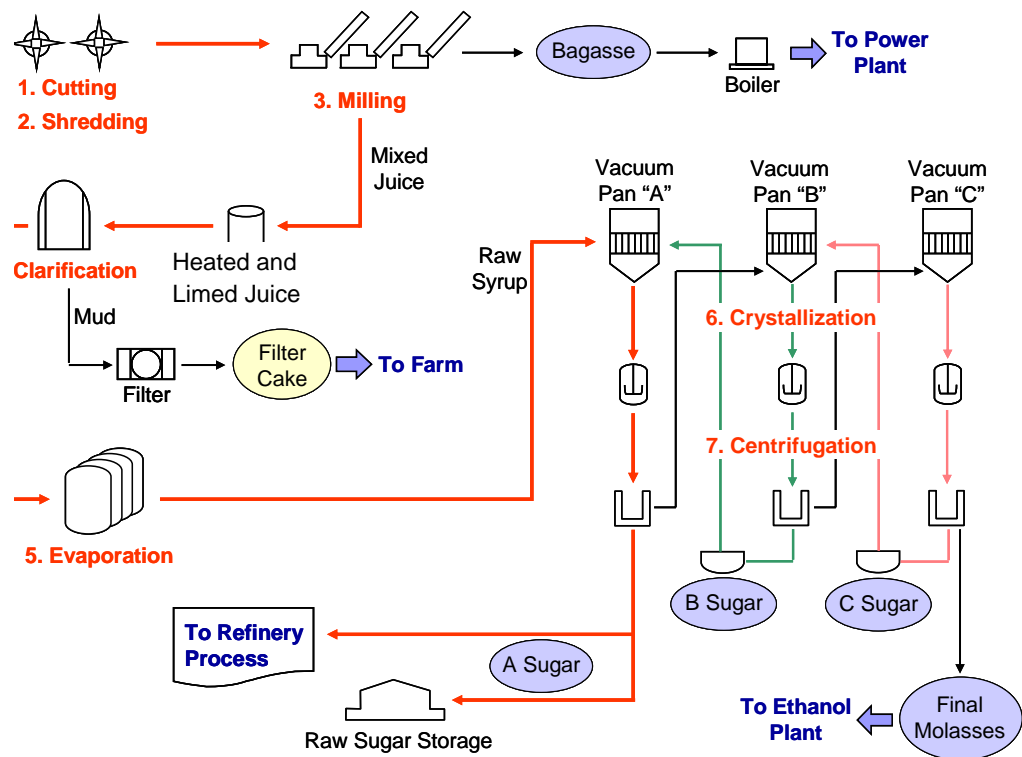 1. Cutting
2. Shredding
3. Milling
Bagasse
Boiler
To Power
Plant
Mixed
Juice
Vacuum
Pan “A”
Vacuum
Pan “B”
Vacuum
Pan “C”
Clarification
Heated and
Limed Juice
Raw
Syrup
Mud
Filter
Filter
Cake
To Farm
6. Crystallization
7. Centrifugation
5. Evaporation
B Sugar
C Sugar
To Refinery
Process
A Sugar
Raw Sugar Storage
To Ethanol
Plant
Final
Molasses